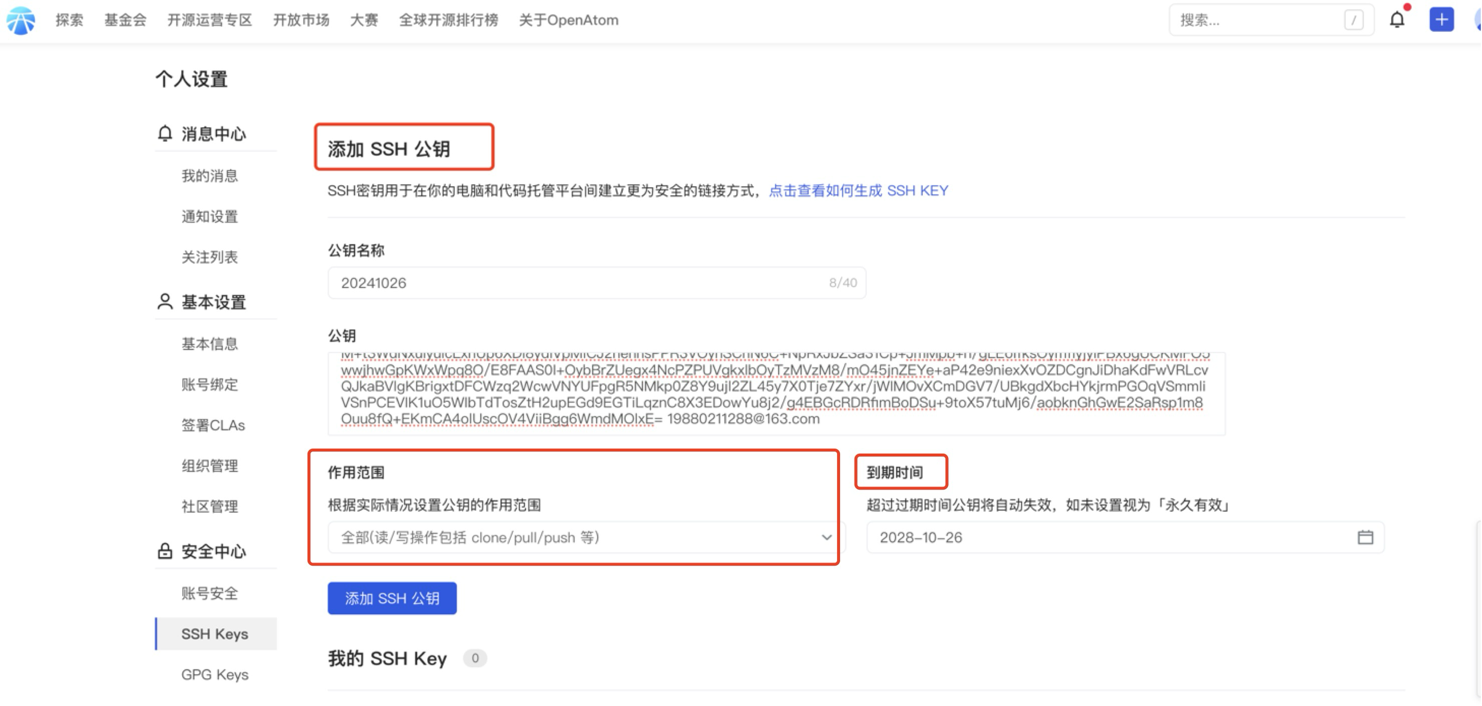 探索 基金会 开源运营专区 开放市场 大赛 全球开源排行榜 关于OpenAtom 搜索... /
个人设置
消息中心
我的消息
通知设置
关注列表
基本设置
基本信息
账号绑定
签署CLAs
组织管理
社区管理
安全中心
账号安全
SSH Keys
GPG Keys
添加 SSH 公钥
SSH密钥用于在你的电脑和代码托管平台间建立更为安全的链接方式，点击查看如何生成 SSH KEY
公钥名称
20241026 8/40
公钥
wwjhwGpKWxWpq8O/E8FAAS0I+OybBrZUegx4NcPZPUVgkxlbOyTzMVzM8/mO45jnZEYe+aP42e9niexXvOZDCgnJiDhaKdFwVRLcv
QJkaBVlgKBrigxtDFCWzq2WcwVNYUFpgR5NMkp0Z8Y9ujl2ZL45y7X0Tje7ZYxr/jWlMOvXCmDGV7/UBkgdXbcHYkjrmPGOqVSmmli
VSnPCEVlK1uO5WlbTdTosZtH2upEGd9EGTiLqznC8X3EDowYu8j2/g4EBGcRDRfimBoDSu+9toX57tuMj6/aobknGhGwE2SaRsp1m8
Ouu8fQ+EKmCA4olUscOV4ViiBgg6WmdMOlxE= 19880211288@163.com
作用范围
根据实际情况设置公钥的作用范围
全部(读/写操作包括 clone/pull/push 等)
到期时间
超过过期时间公钥将自动失效，如未设置视为「永久有效」
2028-10-26
添加 SSH 公钥
我的 SSH Key 0